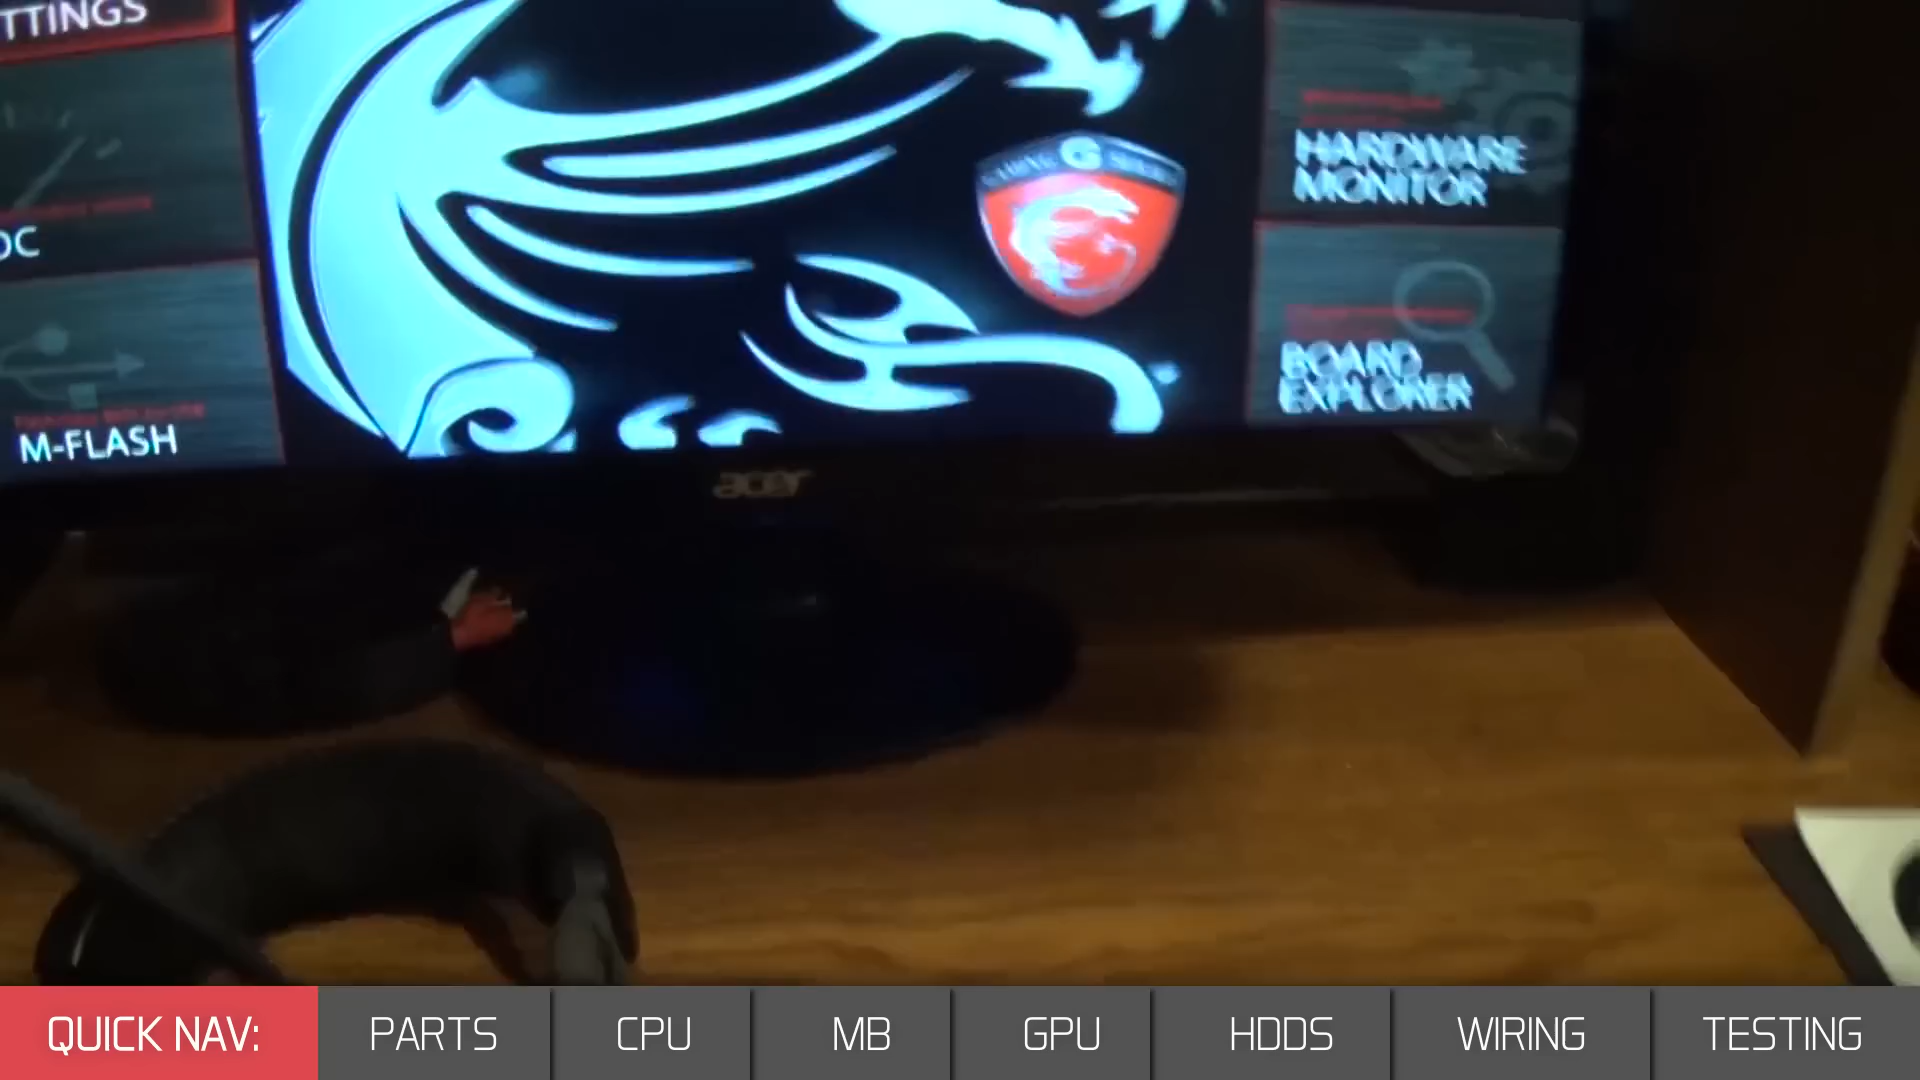 TTINGS
OC
M-FLASH
HARDWARE
MONITOR
BOARD
EXPLORER
acer
QUICK NAV:
PARTS
CPU
MB
GPU
HDDS
WIRING
TESTING